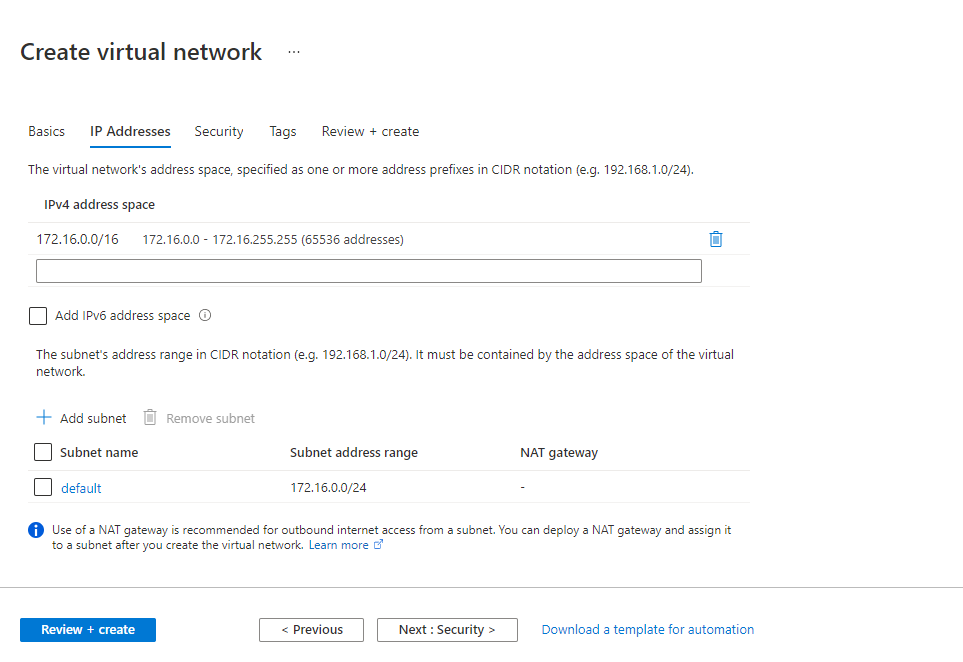 Create virtual network ...
Basics IP Addresses Security Tags Review + create
The virtual network's address space, specified as one or more address prefixes in CIDR notation (e.g. 192.168.1.0/24).
IPv4 address space
172.16.0.0/16 172.16.0.0 - 172.16.255.255 (65536 addresses)
Add IPv6 address space
The subnet's address range in CIDR notation (e.g. 192.168.1.0/24). It must be contained by the address space of the virtual
network.
Add subnet Remove subnet
Subnet name Subnet address range NAT gateway
default 172.16.0.0/24 -
Use of a NAT gateway is recommended for outbound internet access from a subnet. You can deploy a NAT gateway and assign it
to a subnet after you create the virtual network. Learn more
Review + create < Previous Next : Security > Download a template for automation